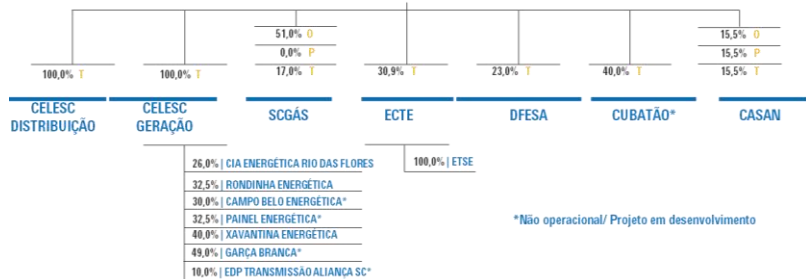 51,0% O
0,0% P
17,0% T
15,5% O
15,5% P
15,5% T
100,0% T
100,0% T
30,9% T
23,0% T
40,0% T
CELESC
DISTRIBUIÇÃO
CELESC
GERAÇÃO
SCGÁS
ECTE
DFESA
CUBATÃO*
CASAN
26,0% | CIA ENERGÉTICA RIO DAS FLORES
32,5% | RONDINHA ENERGÉTICA
30,0% | CAMPO BELO ENERGÉTICA*
32,5% | PAINEL ENERGÉTICA*
40,0% | XAVANTINA ENERGÉTICA
49,0% | GARÇA BRANCA*
10,0% | EDP TRANSMISSÃO ALIANÇA SC*
100,0% | ETSE
*Não operacional/ Projeto em desenvolvimento